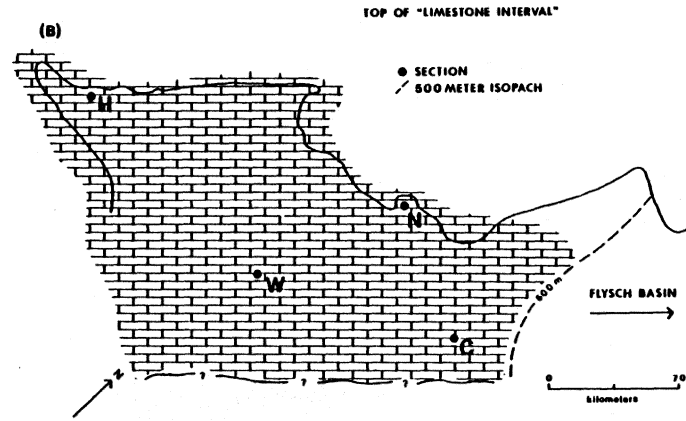 TOP OF "LIMESTONE INTERVAL"
(B)
SECTION
500 METER ISOPACH
H
N
W
C
500 m
FLYSCH BASIN
N
? ? ?
0 70
kilometers